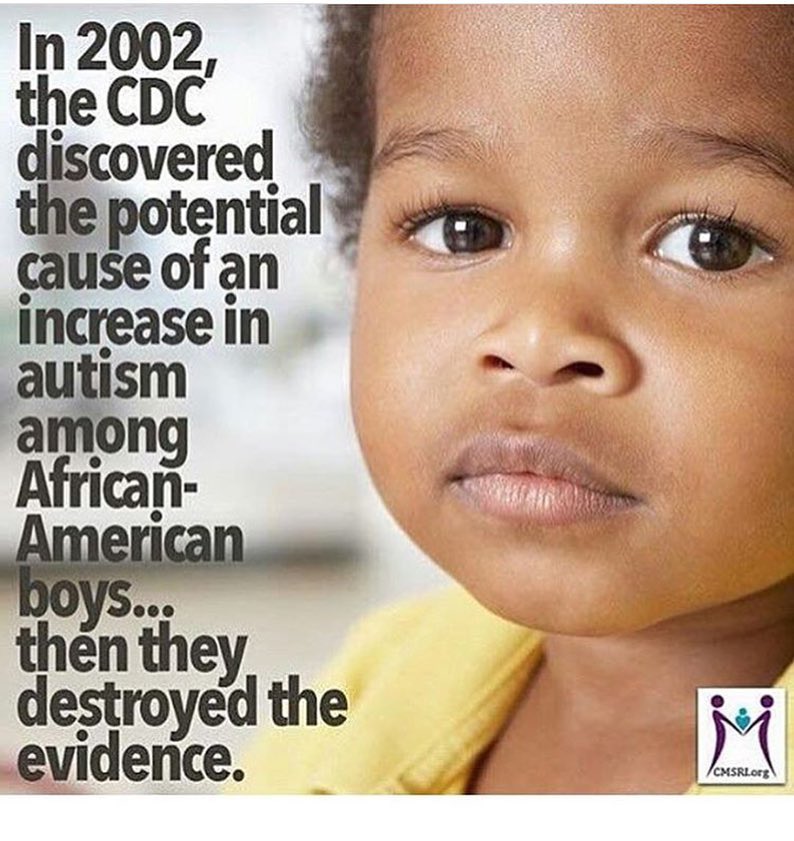 In 2002,
the CDC
discovered
the potential
cause of an
increase in
autism
among
African-
American
boys...
then they
destroyed the
evidence.
CMSRI.org